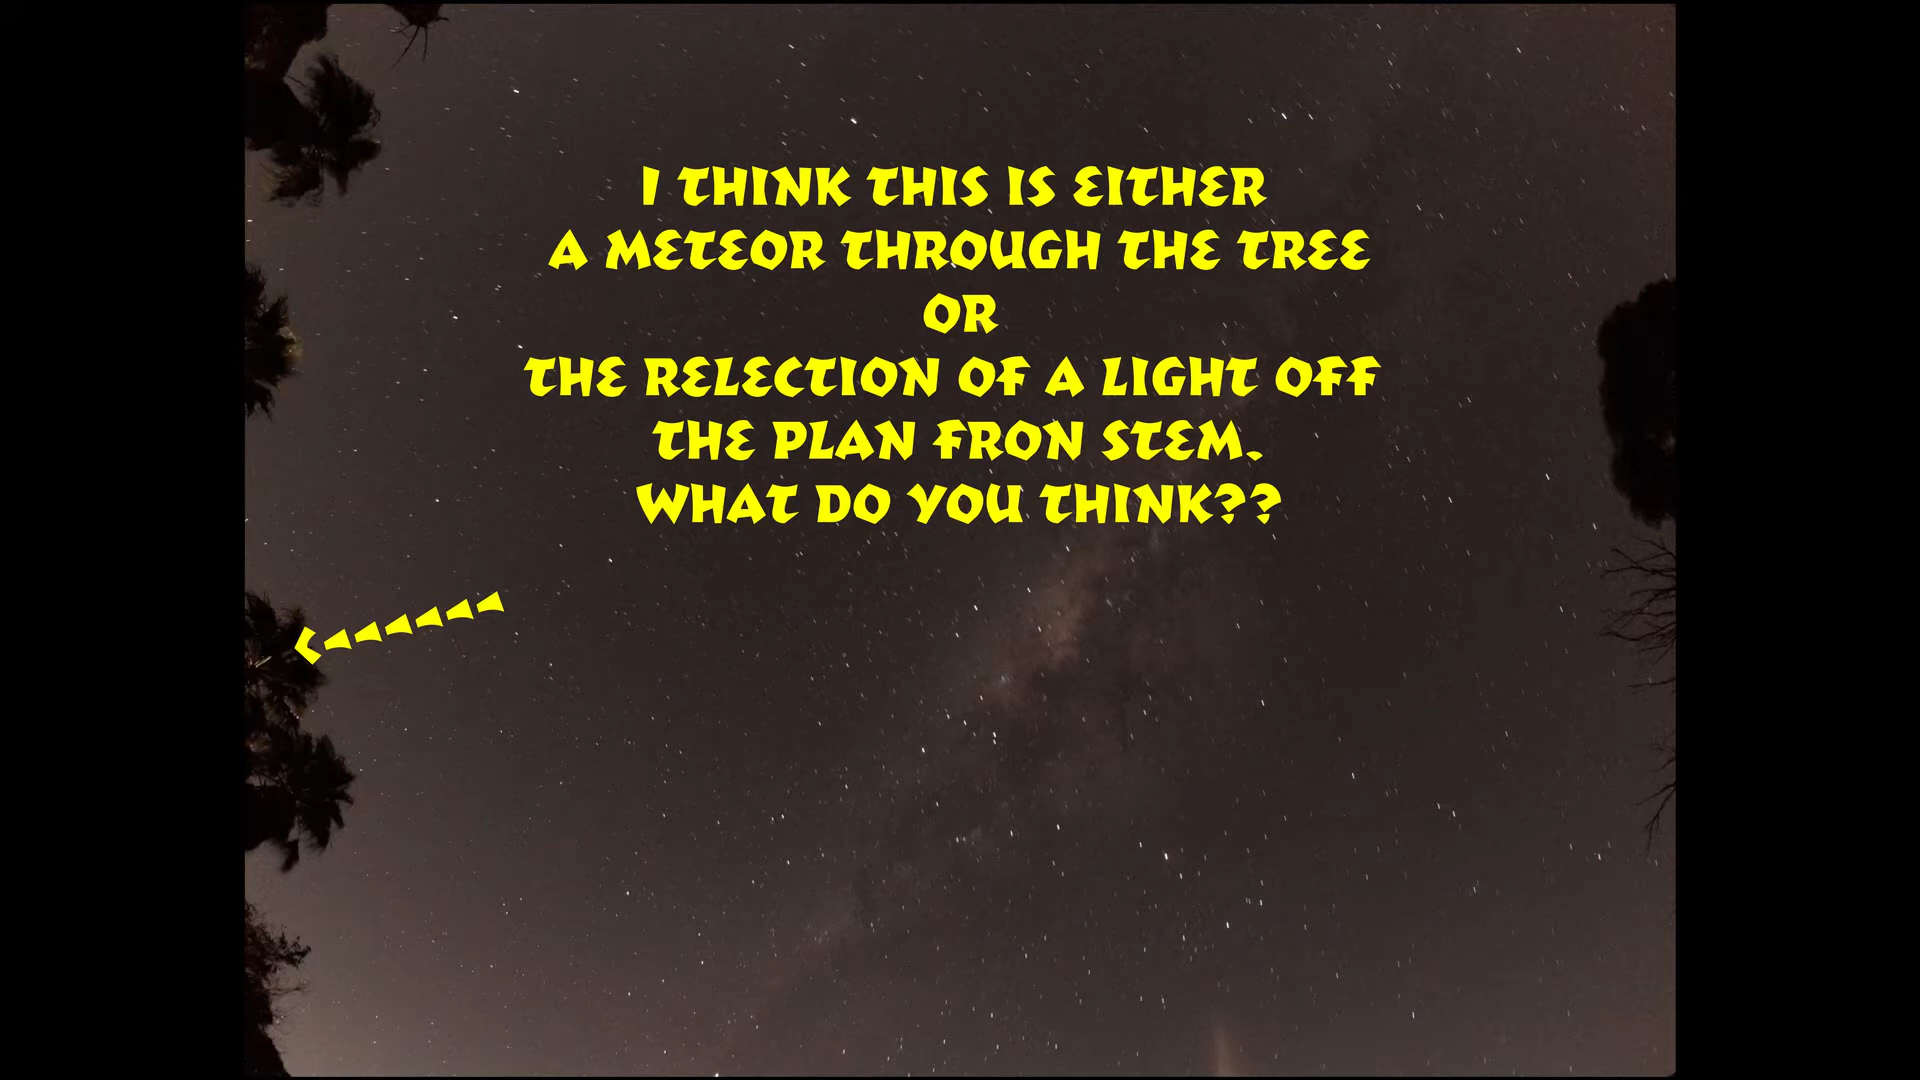 I THINK THIS IS EITHER
A METEOR THROUGH THE TREE
OR
THE RELECTION OF A LIGHT OFF
THE PLAN FRON STEM.
WHAT DO YOU THINK??